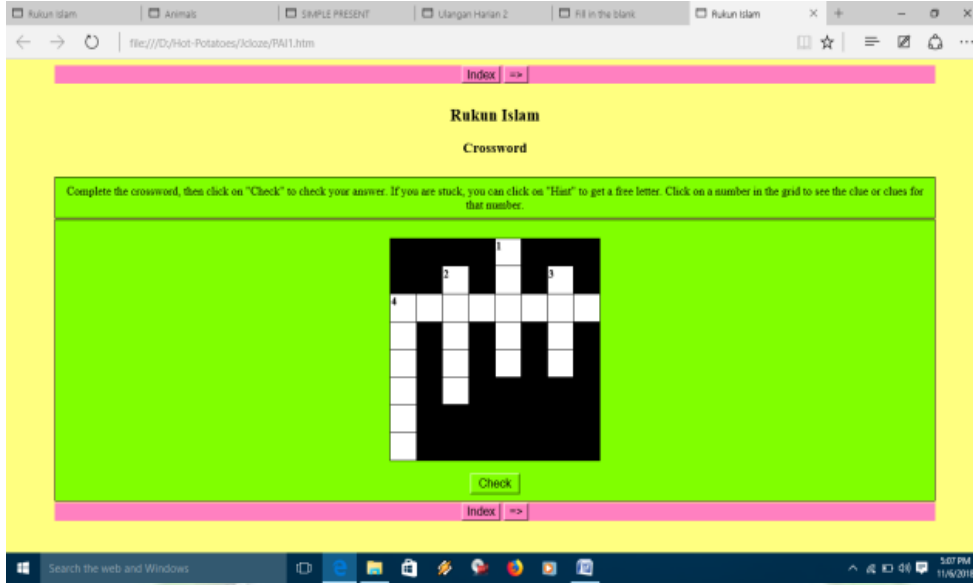 Rukun Islam
Animals
SIMPLE PRESENT
Ulangan Harian 2
Fill in the blank
Rukun Islam
file:///D:/Hot-Potatoes/Jcloze/PAI1.htm
Index =>
Rukun Islam
Crossword
Complete the crossword, then click on "Check" to check your answer. If you are stuck, you can click on "Hint" to get a free letter. Click on a number in the grid to see the clue or clues for
that number.
1
2 3
4
Check
Index =>
Search the web and Windows
5:07 PM
11/6/2018